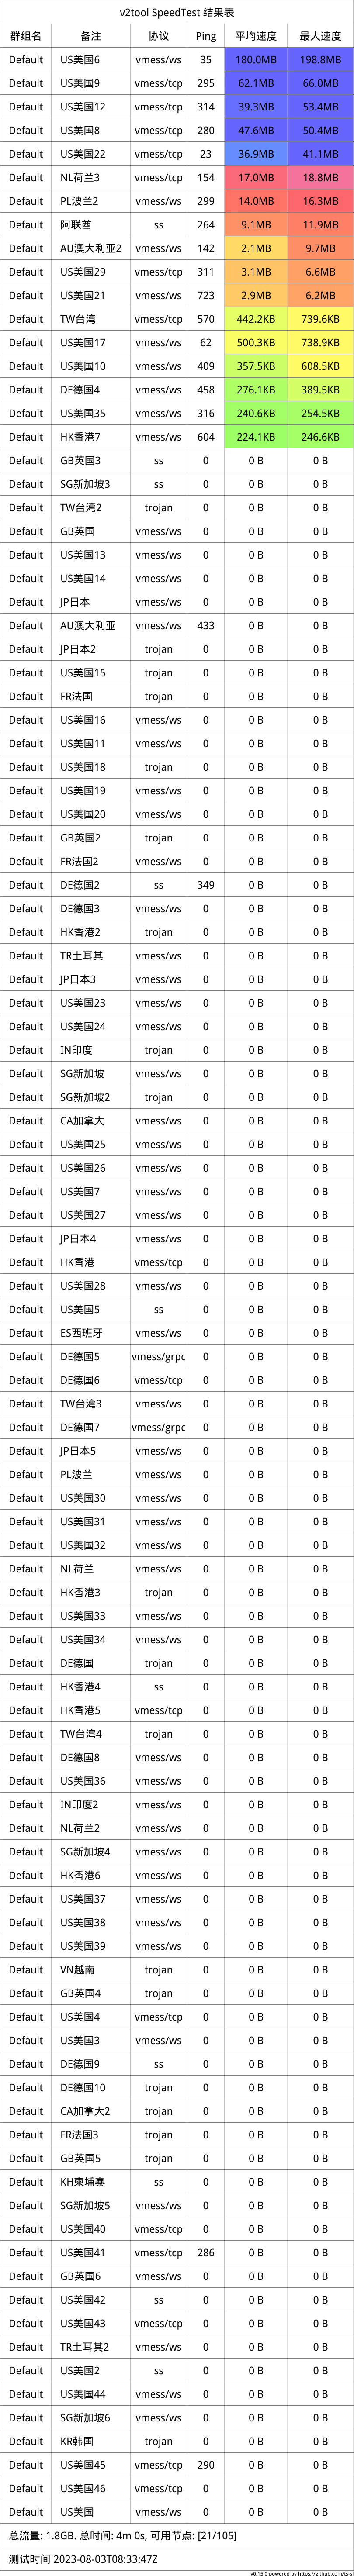 v2tool SpeedTest 结果表
群组名 备注 协议 Ping 平均速度 最大速度
Default US美国6 vmess/ws 35 180.0MB 198.8MB
Default US美国9 vmess/tcp 295 62.1MB 66.0MB
Default US美国12 vmess/tcp 314 39.3MB 53.4MB
Default US美国8 vmess/tcp 280 47.6MB 50.4MB
Default US美国22 vmess/tcp 23 36.9MB 41.1MB
Default NL荷兰3 vmess/tcp 154 17.0MB 18.8MB
Default PL波兰2 vmess/ws 299 14.0MB 16.3MB
Default 阿联酋 ss 264 9.1MB 11.9MB
Default AU澳大利亚2 vmess/ws 142 2.1MB 9.7MB
Default US美国29 vmess/tcp 311 3.1MB 6.6MB
Default US美国21 vmess/ws 723 2.9MB 6.2MB
Default TW台湾 vmess/tcp 570 442.2KB 739.6KB
Default US美国17 vmess/ws 62 500.3KB 738.9KB
Default US美国10 vmess/ws 409 357.5KB 608.5KB
Default DE德国4 vmess/ws 458 276.1KB 389.5KB
Default US美国35 vmess/ws 316 240.6KB 254.5KB
Default HK香港7 vmess/ws 604 224.1KB 246.6KB
Default GB英国3 ss 0 0 B 0 B
Default SG新加坡3 ss 0 0 B 0 B
Default TW台湾2 trojan 0 0 B 0 B
Default GB英国 vmess/ws 0 0 B 0 B
Default US美国13 vmess/ws 0 0 B 0 B
Default US美国14 vmess/ws 0 0 B 0 B
Default JP日本 vmess/ws 0 0 B 0 B
Default AU澳大利亚 vmess/ws 433 0 B 0 B
Default JP日本2 trojan 0 0 B 0 B
Default US美国15 trojan 0 0 B 0 B
Default FR法国 trojan 0 0 B 0 B
Default US美国16 vmess/ws 0 0 B 0 B
Default US美国11 vmess/ws 0 0 B 0 B
Default US美国18 trojan 0 0 B 0 B
Default US美国19 vmess/ws 0 0 B 0 B
Default US美国20 vmess/ws 0 0 B 0 B
Default GB英国2 trojan 0 0 B 0 B
Default FR法国2 vmess/ws 0 0 B 0 B
Default DE德国2 ss 349 0 B 0 B
Default DE德国3 vmess/ws 0 0 B 0 B
Default HK香港2 trojan 0 0 B 0 B
Default TR土耳其 vmess/ws 0 0 B 0 B
Default JP日本3 vmess/ws 0 0 B 0 B
Default US美国23 vmess/ws 0 0 B 0 B
Default US美国24 vmess/ws 0 0 B 0 B
Default IN印度 trojan 0 0 B 0 B
Default SG新加坡 vmess/ws 0 0 B 0 B
Default SG新加坡2 trojan 0 0 B 0 B
Default CA加拿大 vmess/ws 0 0 B 0 B
Default US美国25 vmess/ws 0 0 B 0 B
Default US美国26 vmess/ws 0 0 B 0 B
Default US美国7 vmess/ws 0 0 B 0 B
Default US美国27 vmess/ws 0 0 B 0 B
Default JP日本4 vmess/ws 0 0 B 0 B
Default HK香港 vmess/tcp 0 0 B 0 B
Default US美国28 vmess/ws 0 0 B 0 B
Default US美国5 ss 0 0 B 0 B
Default ES西班牙 vmess/ws 0 0 B 0 B
Default DE德国5 vmess/grpc 0 0 B 0 B
Default DE德国6 vmess/tcp 0 0 B 0 B
Default TW台湾3 vmess/ws 0 0 B 0 B
Default DE德国7 vmess/grpc 0 0 B 0 B
Default JP日本5 vmess/ws 0 0 B 0 B
Default PL波兰 vmess/ws 0 0 B 0 B
Default US美国30 vmess/ws 0 0 B 0 B
Default US美国31 vmess/ws 0 0 B 0 B
Default US美国32 vmess/ws 0 0 B 0 B
Default NL荷兰 vmess/ws 0 0 B 0 B
Default HK香港3 trojan 0 0 B 0 B
Default US美国33 vmess/ws 0 0 B 0 B
Default US美国34 vmess/ws 0 0 B 0 B
Default DE德国 trojan 0 0 B 0 B
Default HK香港4 ss 0 0 B 0 B
Default HK香港5 vmess/tcp 0 0 B 0 B
Default TW台湾4 trojan 0 0 B 0 B
Default DE德国8 vmess/ws 0 0 B 0 B
Default US美国36 vmess/ws 0 0 B 0 B
Default IN印度2 vmess/ws 0 0 B 0 B
Default NL荷兰2 vmess/ws 0 0 B 0 B
Default SG新加坡4 vmess/ws 0 0 B 0 B
Default HK香港6 vmess/ws 0 0 B 0 B
Default US美国37 vmess/ws 0 0 B 0 B
Default US美国38 vmess/ws 0 0 B 0 B
Default US美国39 vmess/ws 0 0 B 0 B
Default VN越南 trojan 0 0 B 0 B
Default GB英国4 trojan 0 0 B 0 B
Default US美国4 vmess/tcp 0 0 B 0 B
Default US美国3 vmess/ws 0 0 B 0 B
Default DE德国9 ss 0 0 B 0 B
Default DE德国10 trojan 0 0 B 0 B
Default CA加拿大2 trojan 0 0 B 0 B
Default FR法国3 trojan 0 0 B 0 B
Default GB英国5 trojan 0 0 B 0 B
Default KH柬埔寨 ss 0 0 B 0 B
Default SG新加坡5 vmess/ws 0 0 B 0 B
Default US美国40 vmess/tcp 0 0 B 0 B
Default US美国41 vmess/tcp 286 0 B 0 B
Default GB英国6 vmess/ws 0 0 B 0 B
Default US美国42 ss 0 0 B 0 B
Default US美国43 vmess/tcp 0 0 B 0 B
Default TR土耳其2 vmess/ws 0 0 B 0 B
Default US美国2 ss 0 0 B 0 B
Default US美国44 vmess/ws 0 0 B 0 B
Default SG新加坡6 vmess/ws 0 0 B 0 B
Default KR韩国 trojan 0 0 B 0 B
Default US美国45 vmess/tcp 290 0 B 0 B
Default US美国46 vmess/tcp 0 0 B 0 B
Default US美国 vmess/ws 0 0 B 0 B
总流量: 1.8GB. 总时间: 4m 0s, 可用节点: [21/105]
测试时间 2023-08-03T08:33:47Z
v0.15.0 powered by https://github.com/ts-sf